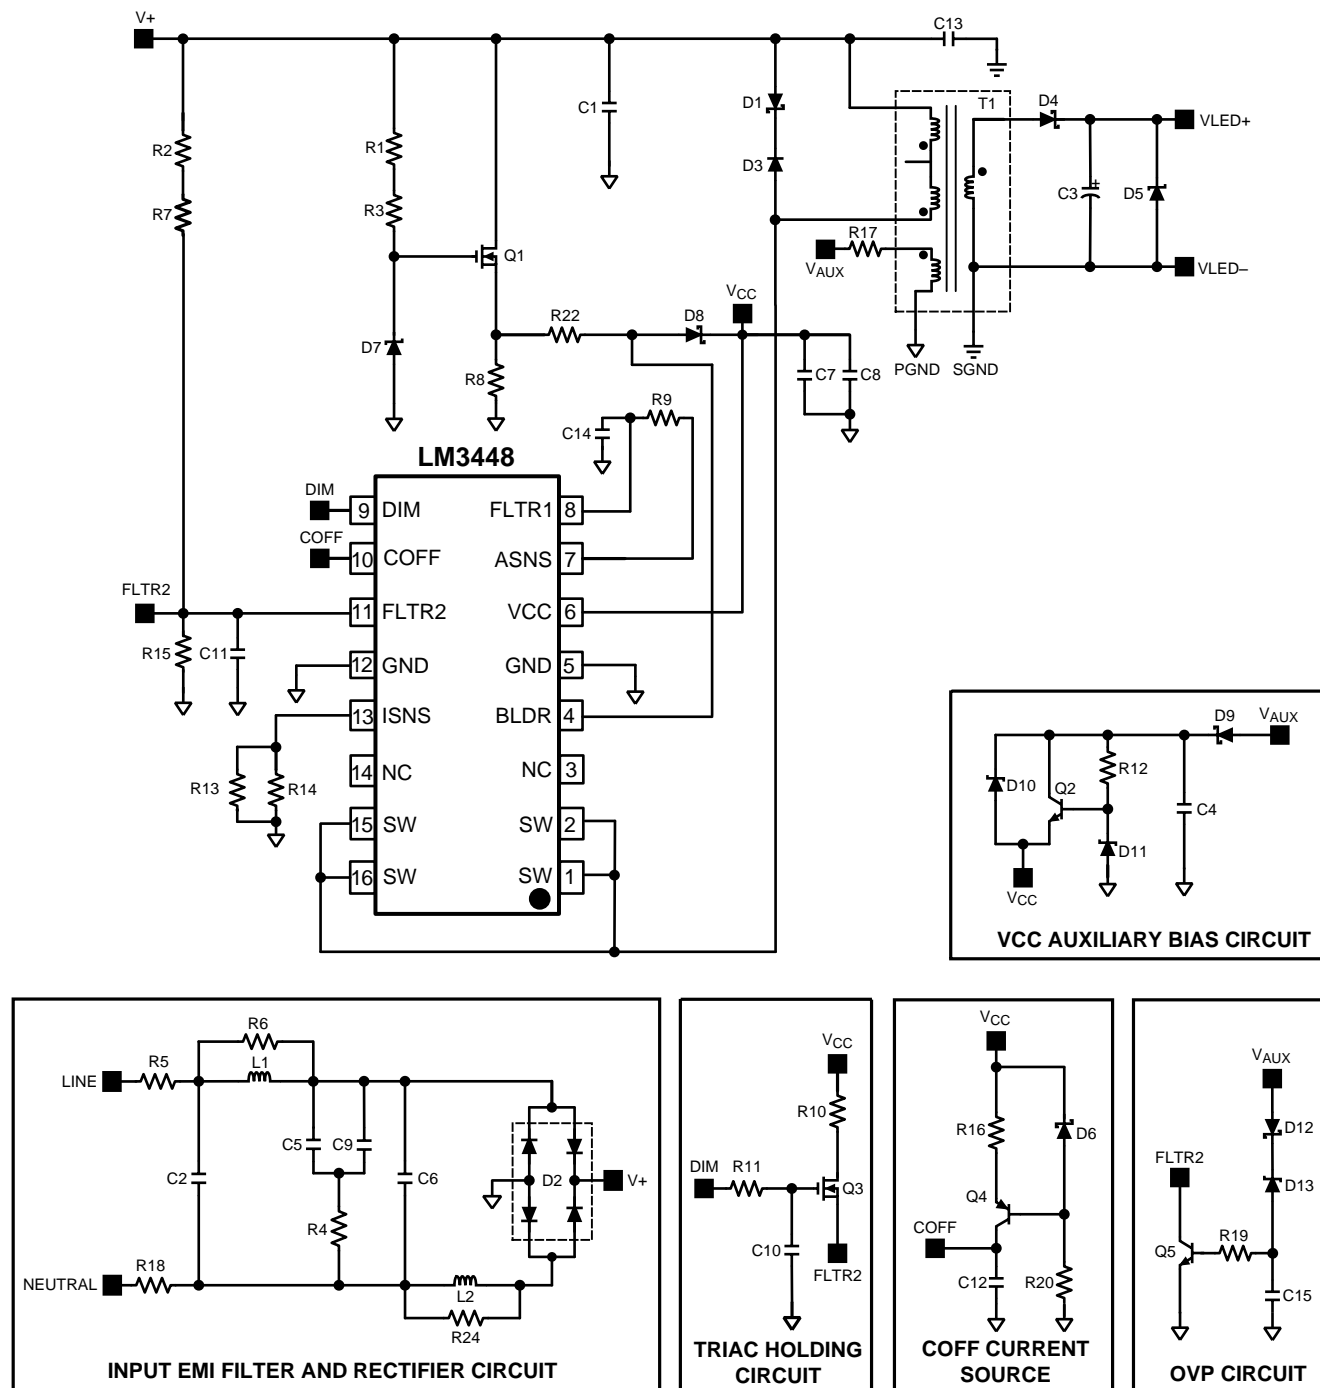 V+
C13
R2
R1
C1
D1
T1
D4
VLED+
R3
D3
R7
C3
+
D5
Q1
R17
VAUX
VLED–
VCC
D7
R22
D8
R8
C7
C8
PGND
SGND
R9
C14
LM3448
DIM
9
DIM
FLTR1
8
COFF
10
COFF
ASNS
7
FLTR2
11
FLTR2
VCC
6
R15
C11
12
GND
GND
5
13
ISNS
BLDR
4
R13
R14
14
NC
NC
3
15
SW
SW
2
16
SW
SW
1
D9
VAUX
D10
Q2
R12
C4
D11
VCC
VCC AUXILIARY BIAS CIRCUIT
R6
R5
L1
LINE
C5
C9
C2
C6
D2
V+
R4
R18
NEUTRAL
L2
R24
INPUT EMI FILTER AND RECTIFIER CIRCUIT
VCC
R10
DIM
R11
Q3
C10
FLTR2
TRIAC HOLDING
CIRCUIT
VCC
R16
D6
Q4
COFF
C12
R20
COFF CURRENT
SOURCE
VAUX
D12
FLTR2
D13
R19
Q5
C15
OVP CIRCUIT